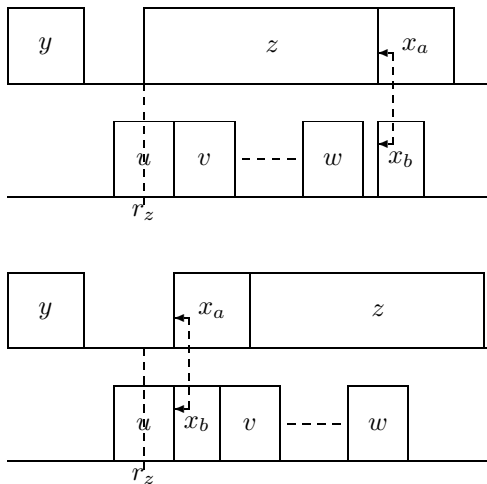 y z x_a
u v w x_b
r_z
y x_a z
u x_b v w
r_z